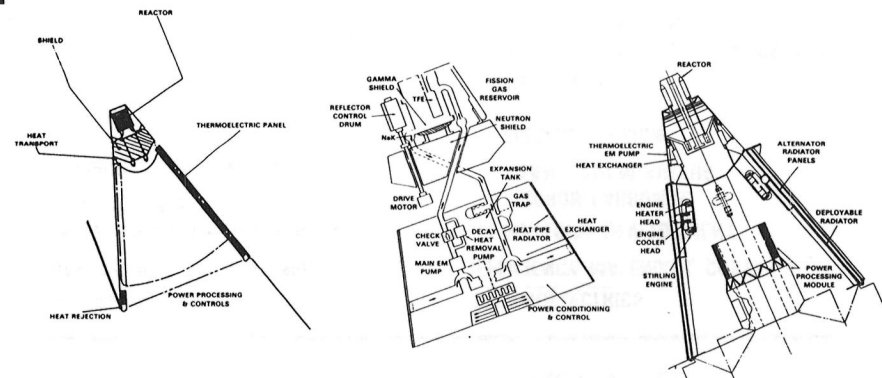 REACTOR
SHIELD
HEAT
TRANSPORT
THERMOELECTRIC PANEL
POWER PROCESSING
& CONTROLS
HEAT REJECTION
GAMMA
SHIELD
TFE
FISSION
GAS
RESERVOIR
REFLECTOR
CONTROL
DRUM
NaK
NEUTRON
SHIELD
EXPANSION
TANK
DRIVE
MOTOR
GAS
TRAP
CHECK
VALVE
DECAY
HEAT
REMOVAL
PUMP
HEAT PIPE
RADIATOR
HEAT
EXCHANGER
MAIN EM
PUMP
POWER CONDITIONING
& CONTROL
REACTOR
THERMOELECTRIC
EM PUMP
HEAT EXCHANGER
ALTERNATOR
RADIATOR
PANELS
ENGINE
HEATER
HEAD
ENGINE
COOLER
HEAD
DEPLOYABLE
RADIATOR
STIRLING
ENGINE
POWER
PROCESSING
MODULE